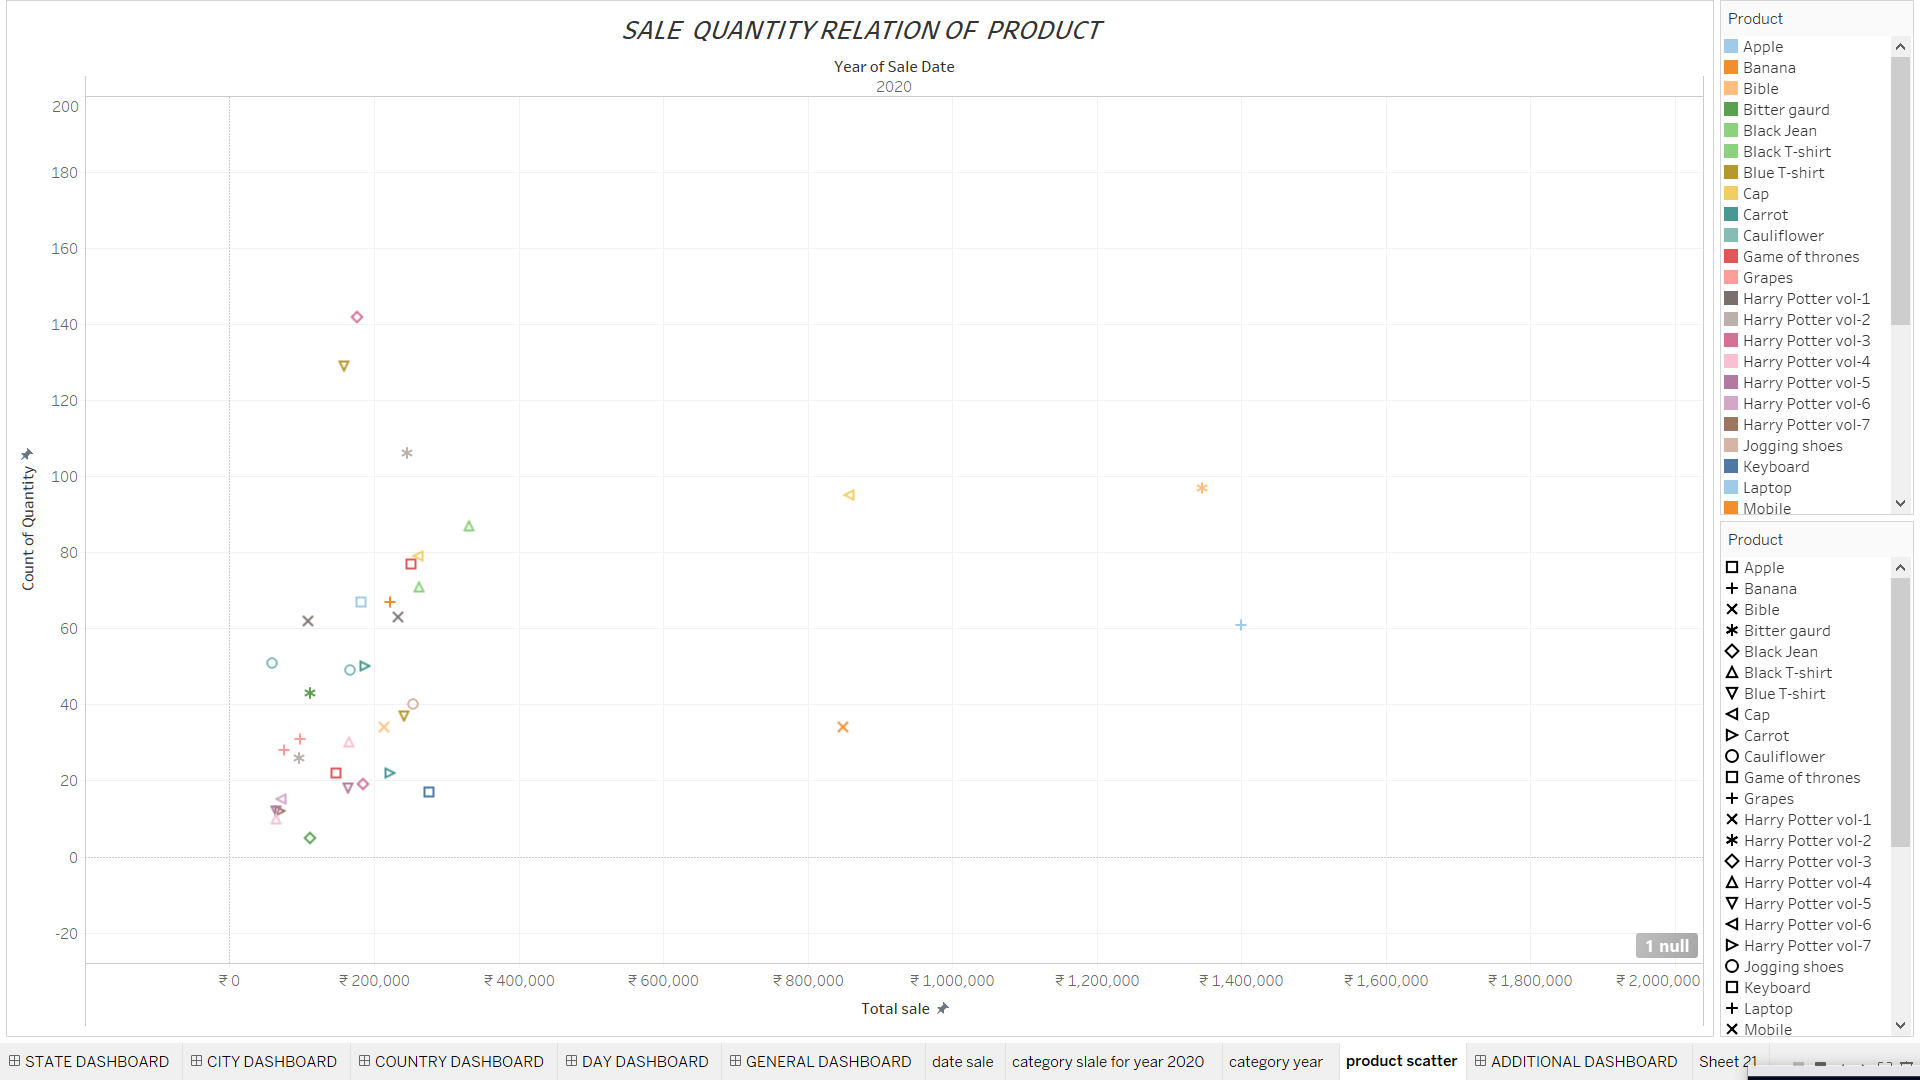 SALE QUANTITY RELATION OF PRODUCT
Year of Sale Date
2020
200
180
160
140
120
100
80
60
40
20
0
-20
Count of Quantity
1 null
₹ 0
₹ 200,000
₹ 400,000
₹ 600,000
₹ 800,000
₹ 1,000,000
₹ 1,200,000
₹ 1,400,000
₹ 1,600,000
₹ 1,800,000
₹ 2,000,000
Total sale
Product
Apple
Banana
Bible
Bitter gaurd
Black Jean
Black T-shirt
Blue T-shirt
Cap
Carrot
Cauliflower
Game of thrones
Grapes
Harry Potter vol-1
Harry Potter vol-2
Harry Potter vol-3
Harry Potter vol-4
Harry Potter vol-5
Harry Potter vol-6
Harry Potter vol-7
Jogging shoes
Keyboard
Laptop
Mobile
Product
Apple
Banana
Bible
Bitter gaurd
Black Jean
Black T-shirt
Blue T-shirt
Cap
Carrot
Cauliflower
Game of thrones
Grapes
Harry Potter vol-1
Harry Potter vol-2
Harry Potter vol-3
Harry Potter vol-4
Harry Potter vol-5
Harry Potter vol-6
Harry Potter vol-7
Jogging shoes
Keyboard
Laptop
Mobile
STATE DASHBOARD
CITY DASHBOARD
COUNTRY DASHBOARD
DAY DASHBOARD
GENERAL DASHBOARD
date sale
category slale for year 2020
category year
product scatter
ADDITIONAL DASHBOARD
Sheet 21